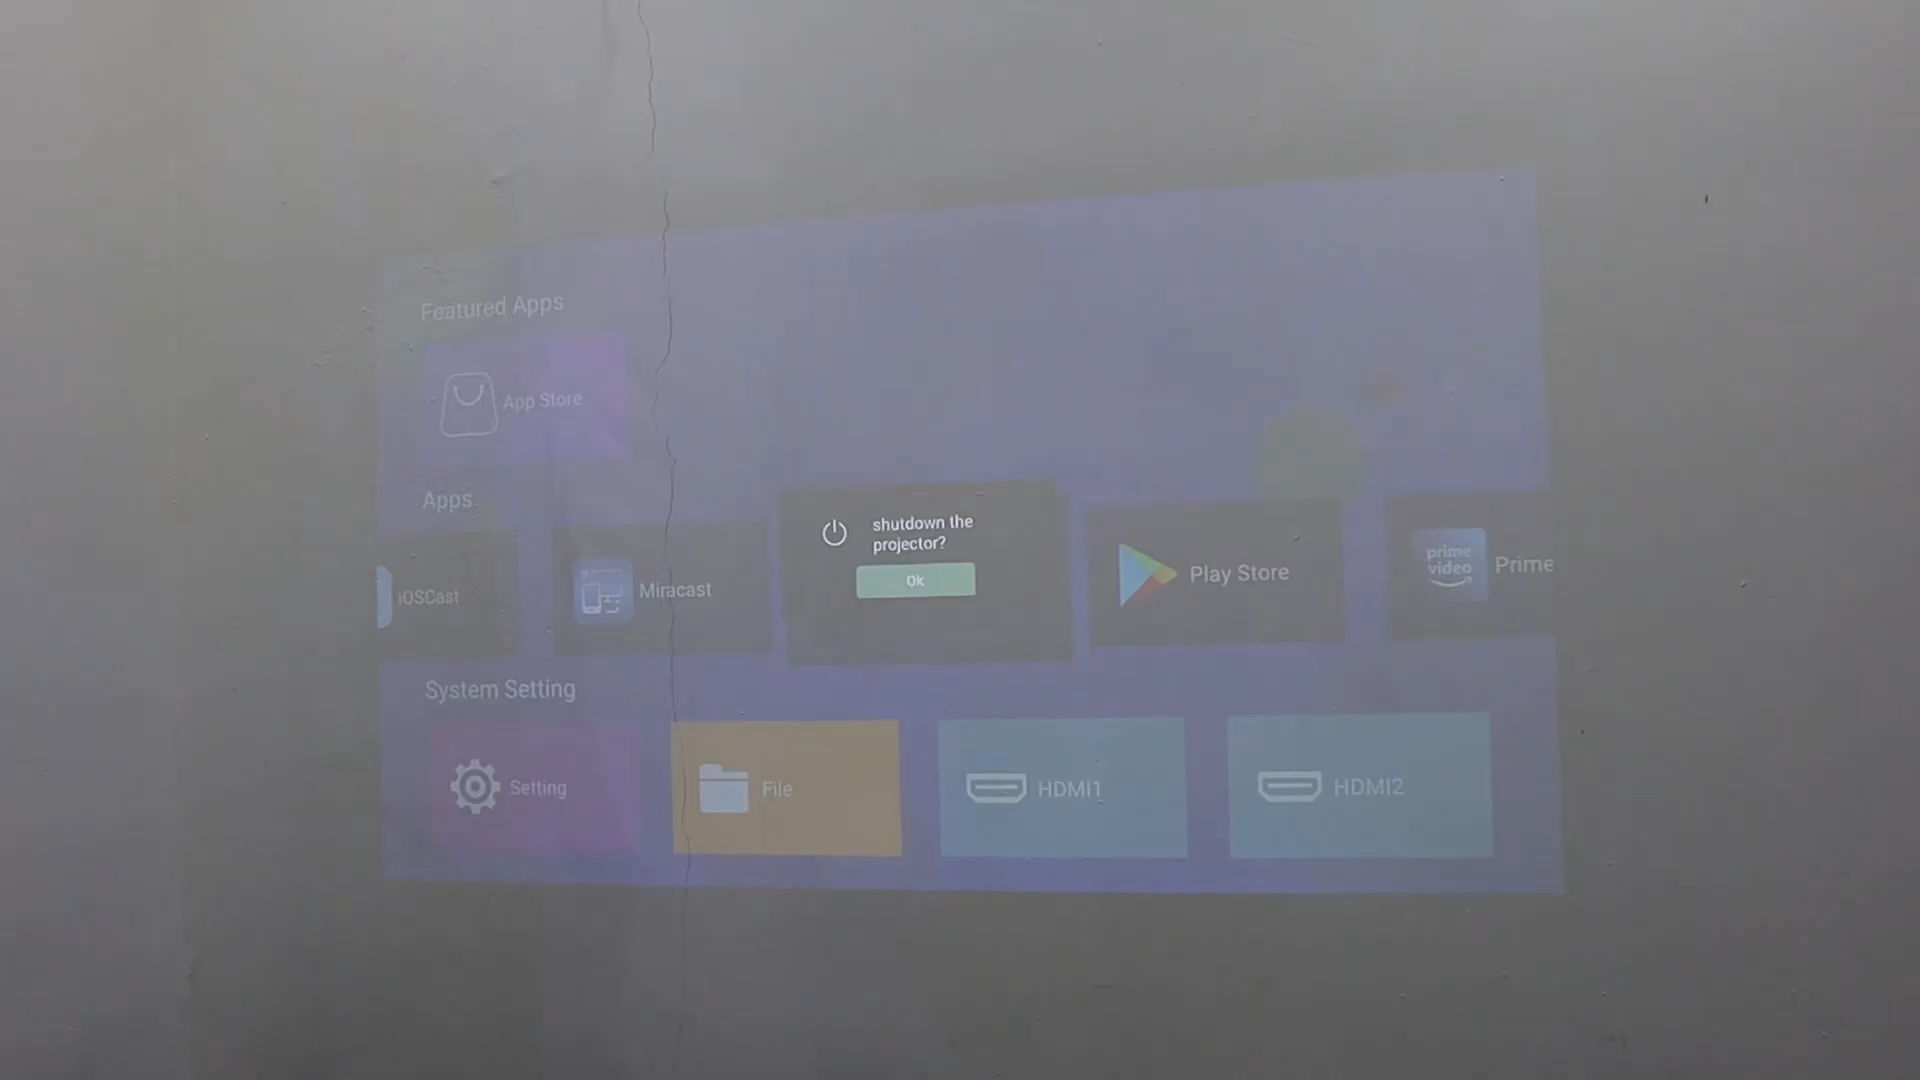 Featured Apps
App Store
Apps
iOSCast
Miracast
shutdown the
projector?
Ok
Play Store
prime
video
Prime
System Setting
Setting
File
HDMI1
HDMI2